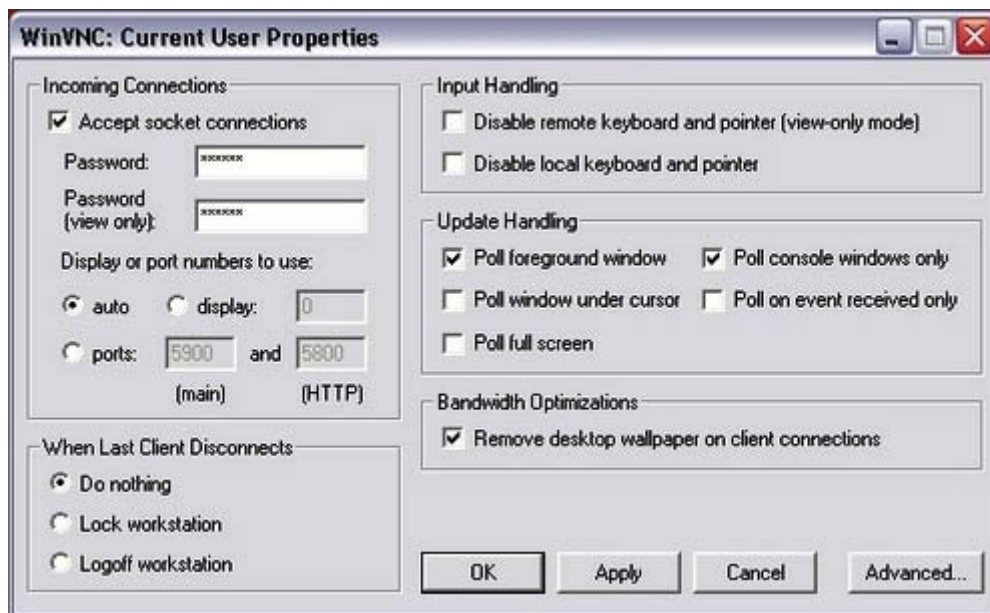 WinVNC: Current User Properties
Incoming Connections
Accept socket connections
Password: ******
Password
(view only): ******
Display or port numbers to use:
auto display: 0
ports: 5900 and 5800
(main) (HTTP)
When Last Client Disconnects
Do nothing
Lock workstation
Logoff workstation
Input Handling
Disable remote keyboard and pointer (view-only mode)
Disable local keyboard and pointer
Update Handling
Poll foreground window Poll console windows only
Poll window under cursor Poll on event received only
Poll full screen
Bandwidth Optimizations
Remove desktop wallpaper on client connections
OK Apply Cancel Advanced...